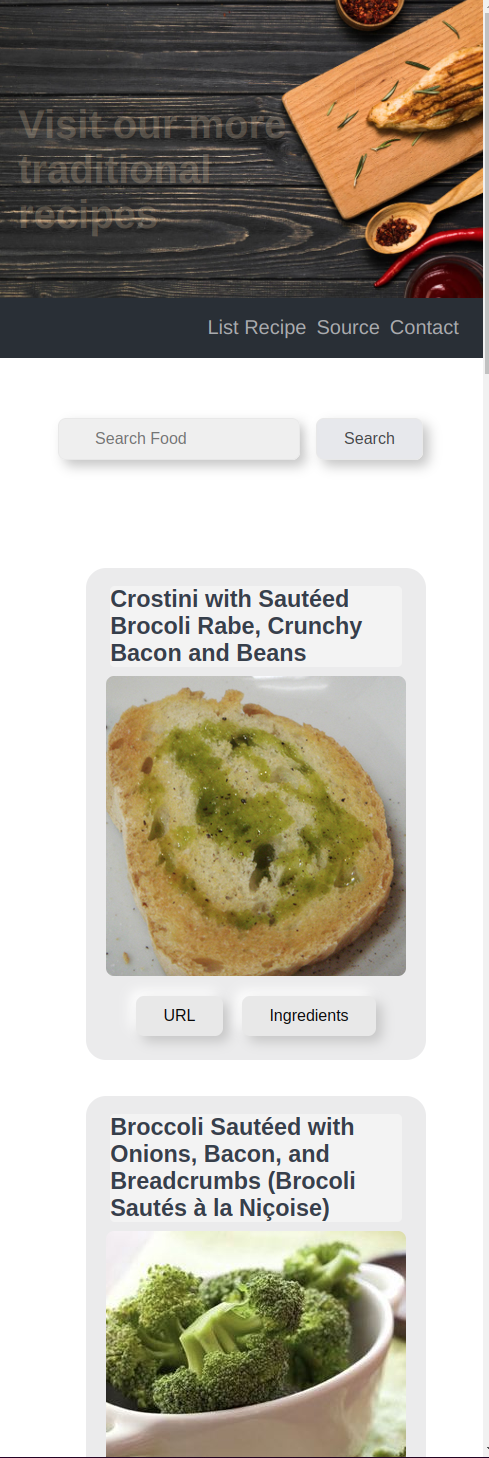 Visit our more
traditional
recipes
List Recipe Source Contact
Search Food
Search
Crostini with Sautéed
Brocoli Rabe, Crunchy
Bacon and Beans
URL
Ingredients
Broccoli Sautéed with
Onions, Bacon, and
Breadcrumbs (Brocoli
Sautés à la Niçoise)